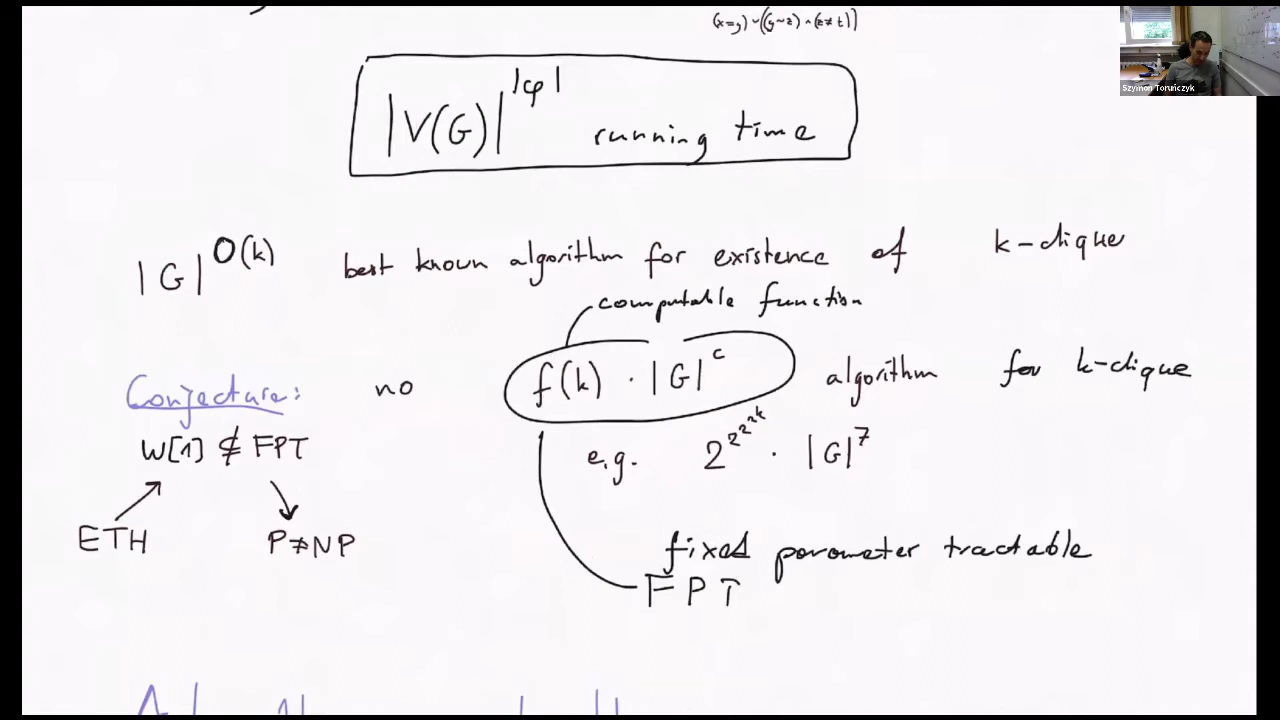 (x=y) ∨ ((y~z) ∧ (z≠t))
Szymon Toruńczyk
|V(G)|^|φ| running time
|G|^O(k) best known algorithm for existence of k-clique
computable function
Conjecture: no f(k) · |G|^c algorithm for k-clique
W[1] ⊄ FPT
e.g. 2^2^2^2^k · |G|^7
ETH P≠NP
fixed parameter tractable
FPT